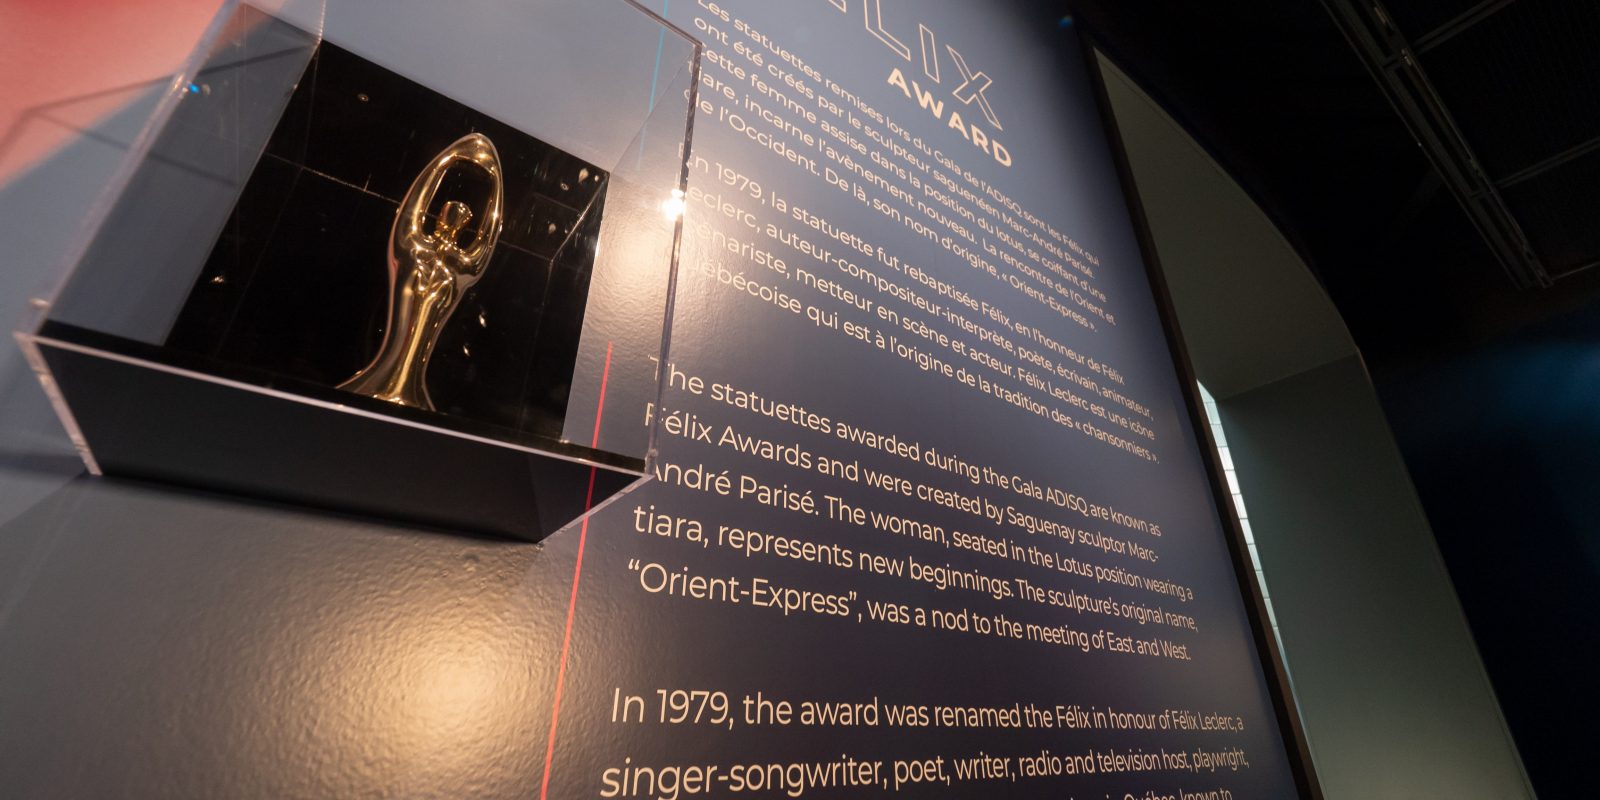 LIX
AWARD
Les statuettes remises lors du Gala de l'ADISQ sont les Félix qui
ont été créés par le sculpteur saguenéen Marc-André Parisé.
Cette femme assise dans la position du lotus, se coiffant d'une
tiare, incarne l'avènement nouveau. La rencontre de l'Orient et
de l'Occident. De là, son nom d'origine, « Orient-Express ».
En 1979, la statuette fut rebaptisée Félix, en l'honneur de Félix
Leclerc, auteur-compositeur-interprète, poète, écrivain, animateur,
scénariste, metteur en scène et acteur. Félix Leclerc est une icône
québécoise qui est à l'origine de la tradition des « chansonniers ».
The statuettes awarded during the Gala ADISQ are known as
Félix Awards and were created by Saguenay sculptor Marc-
André Parisé. The woman, seated in the Lotus position wearing a
tiara, represents new beginnings. The sculpture's original name,
“Orient-Express”, was a nod to the meeting of East and West.
In 1979, the award was renamed the Félix in honour of Félix Leclerc, a
singer-songwriter, poet, writer, radio and television host, playwright,
Québec, known to